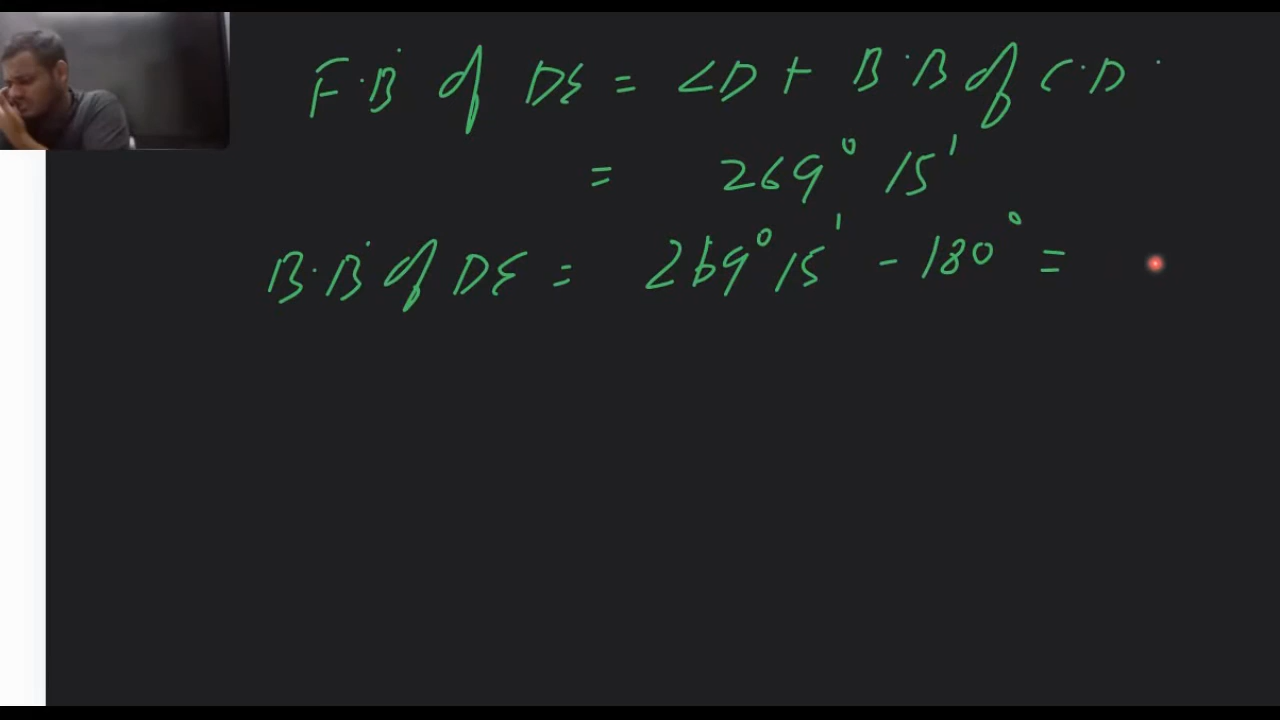 F.B of DE = ∠D + B.B of C.D.
= 269° 15'
B.B of DE = 269° 15' - 180° =